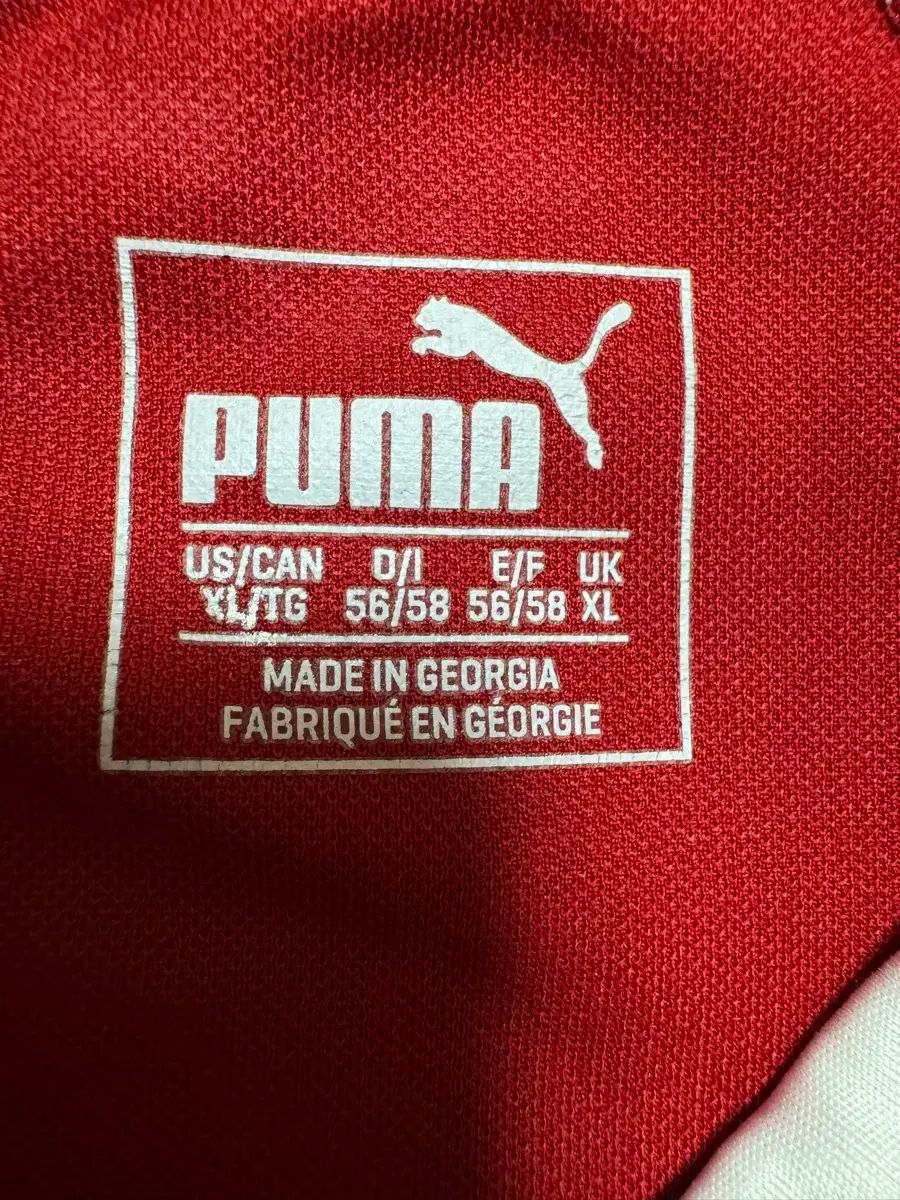 PUMA
US/CAN D/I E/F UK
XL/TG 56/58 56/58 XL
MADE IN GEORGIA
FABRIQUÉ EN GÉORGIE